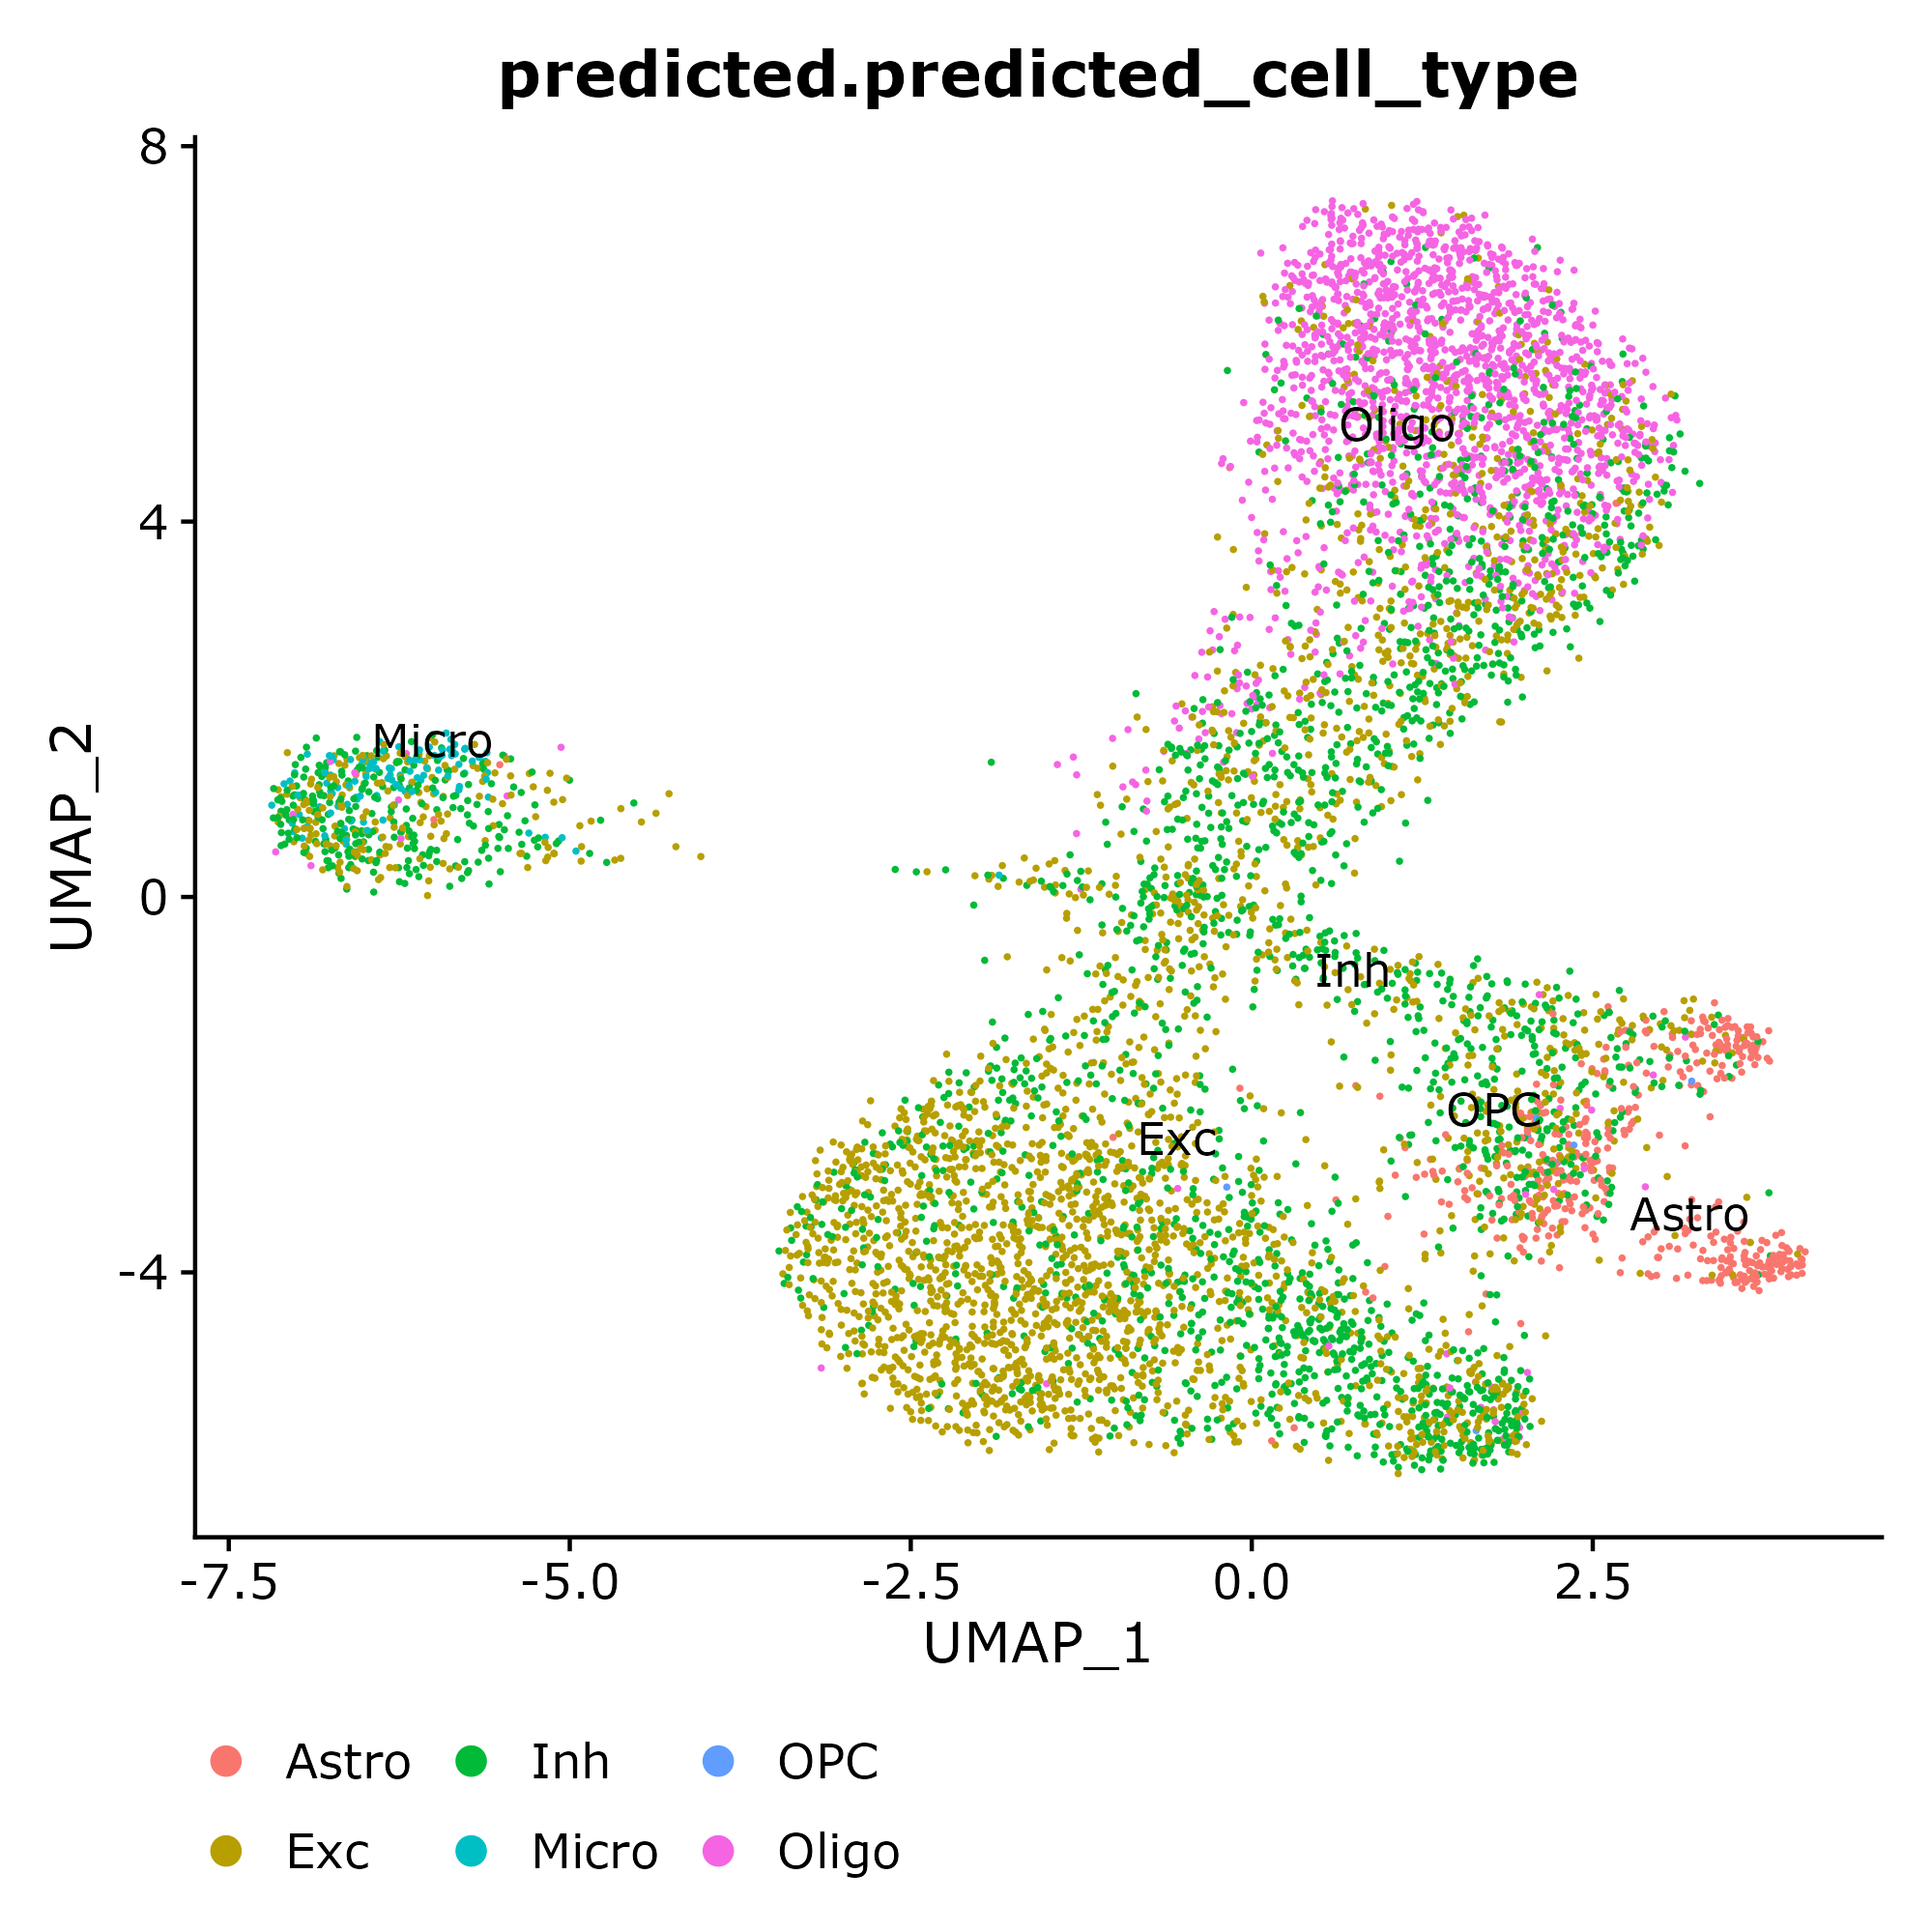 predicted.predicted_cell_type
8
Oligo
4
Micro
UMAP_2
0
Inh
OPC
Exc
Astro
-4
-7.5 -5.0 -2.5 0.0 2.5
UMAP_1
Astro Inh OPC
Exc Micro Oligo